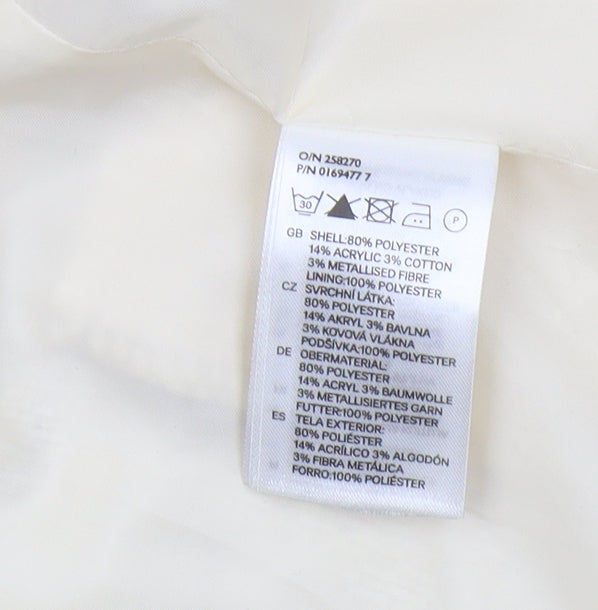 O/N 258270
P/N 0169477 7
30 P
GB SHELL:80% POLYESTER
14% ACRYLIC 3% COTTON
3% METALLISED FIBRE
LINING:100% POLYESTER
CZ SVRCHNÍ LÁTKA:
80% POLYESTER
14% AKRYL 3% BAVLNA
3% KOVOVÁ VLÁKNA
PODŠÍVKA:100% POLYESTER
DE OBERMATERIAL:
80% POLYESTER
14% ACRYL 3% BAUMWOLLE
3% METALLISIERTES GARN
FUTTER:100% POLYESTER
ES TELA EXTERIOR:
80% POLIÉSTER
14% ACRÍLICO 3% ALGODÓN
3% FIBRA METÁLICA
FORRO:100% POLIÉSTER